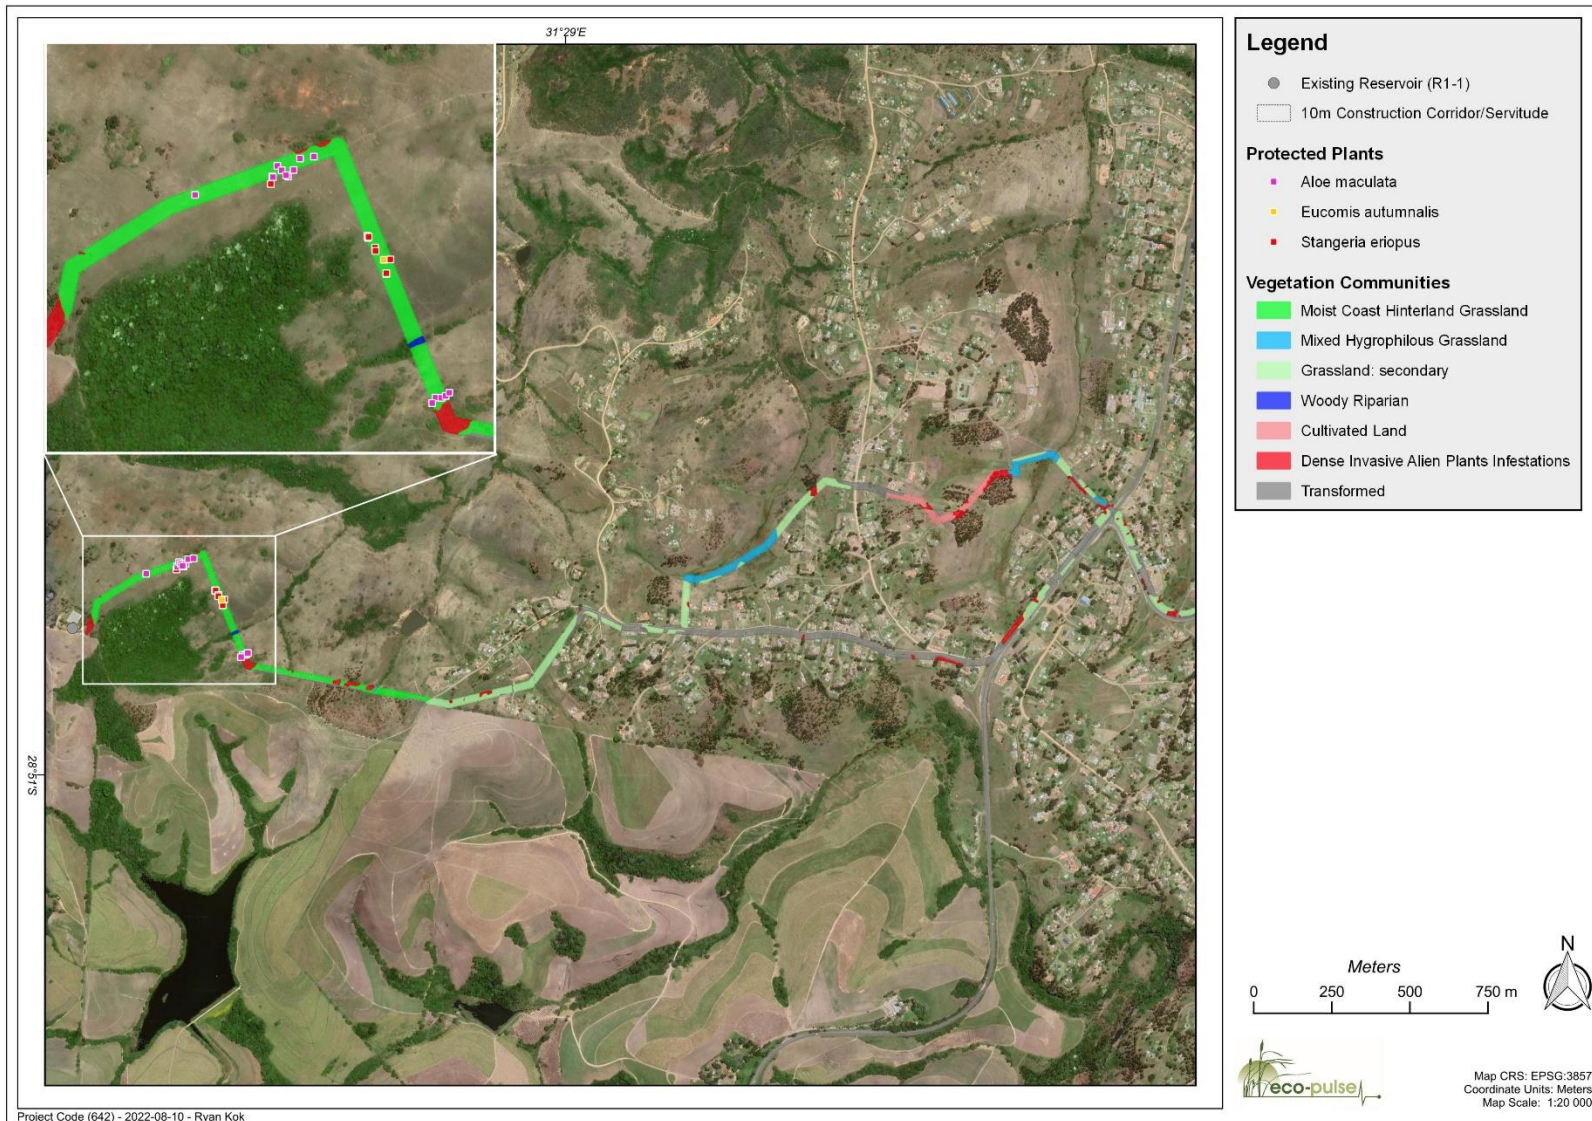 31°29'E
28°51'S
Legend
Existing Reservoir (R1-1)
10m Construction Corridor/Servitude
Protected Plants
Aloe maculata
Eucomis autumnalis
Stangeria eriopus
Vegetation Communities
Moist Coast Hinterland Grassland
Mixed Hygrophilous Grassland
Grassland: secondary
Woody Riparian
Cultivated Land
Dense Invasive Alien Plants Infestations
Transformed
N
Meters
0 250 500 750 m
eco-pulse
Map CRS: EPSG:3857
Coordinate Units: Meters
Map Scale: 1:20 000
Project Code (642) - 2022-08-10 - Ryan Kok